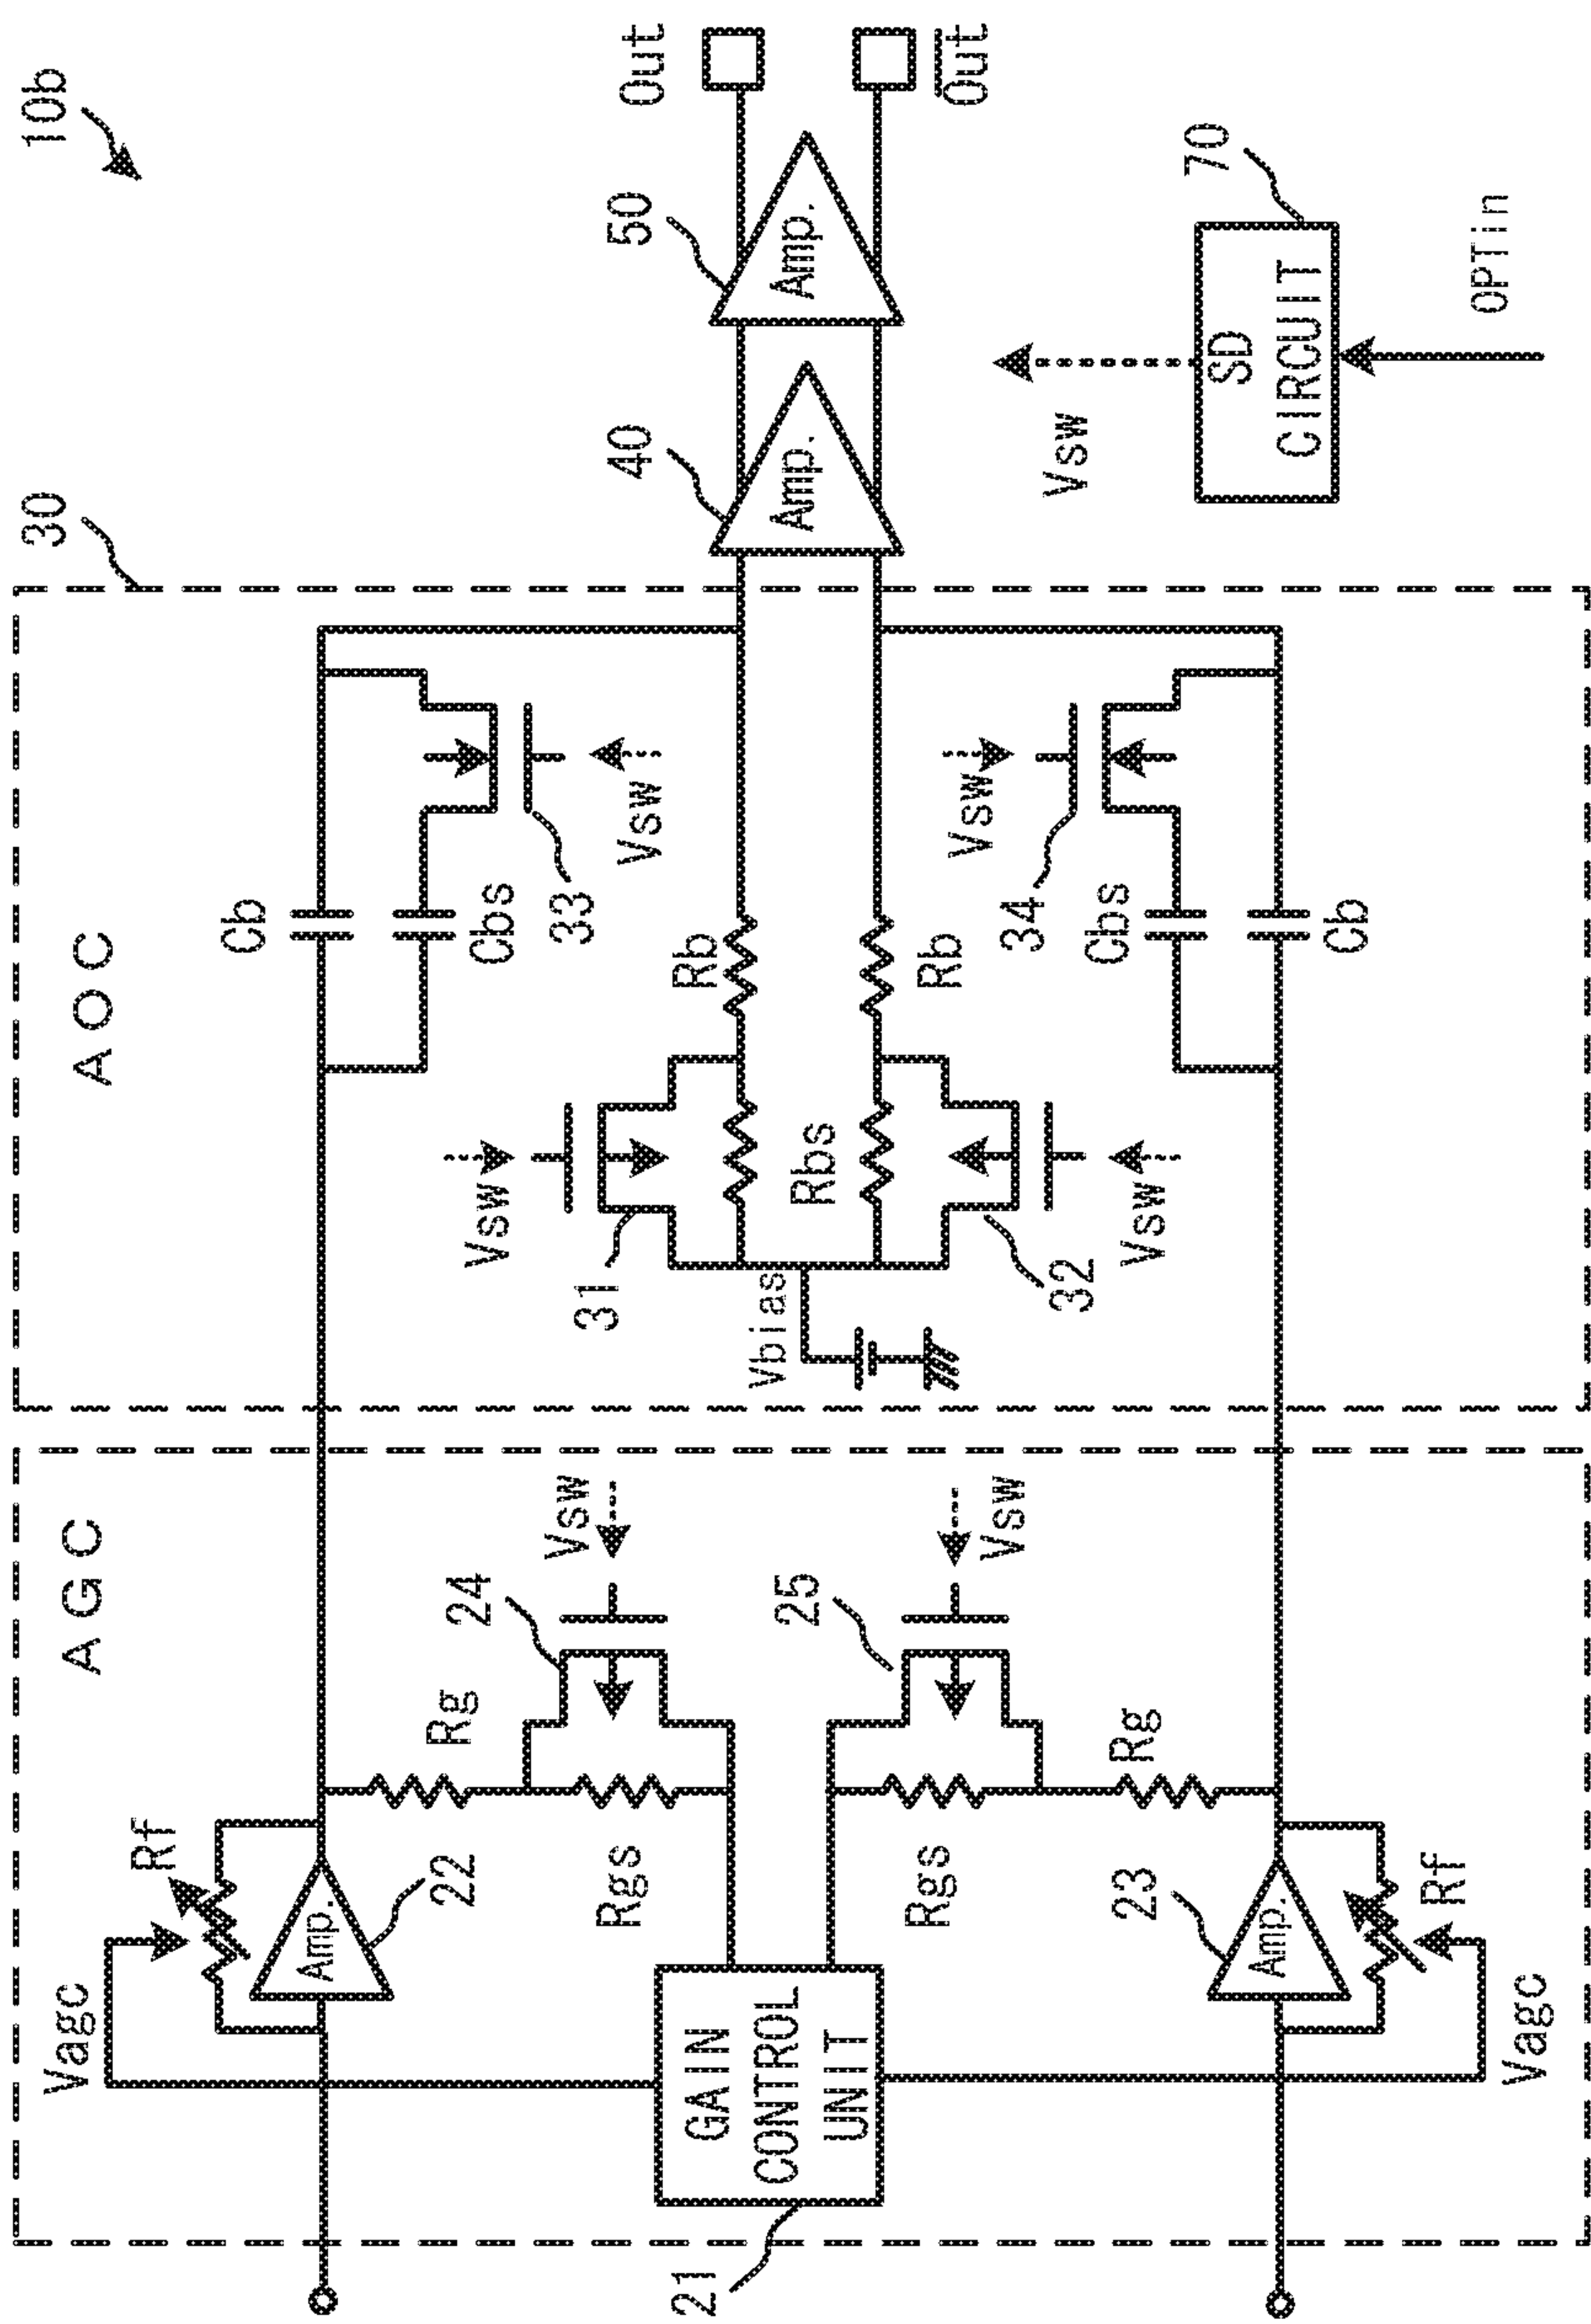 10b
30
AGC
AOC
Vagc
Rf
Amp.
22
Rg
24
Vsw
Rgs
GAIN
CONTROL
UNIT
21
Rgs
25
Vsw
Rg
23
Amp.
Rf
Vagc
Cb
Cbs
33
Vsw
Vsw
31
Rb
Vbias
Rbs
Rb
32
Vsw
Vsw
34
Cbs
Cb
40
Amp.
50
Amp.
Out
Out
Vsw
SD
CIRCUIT
70
OPTin